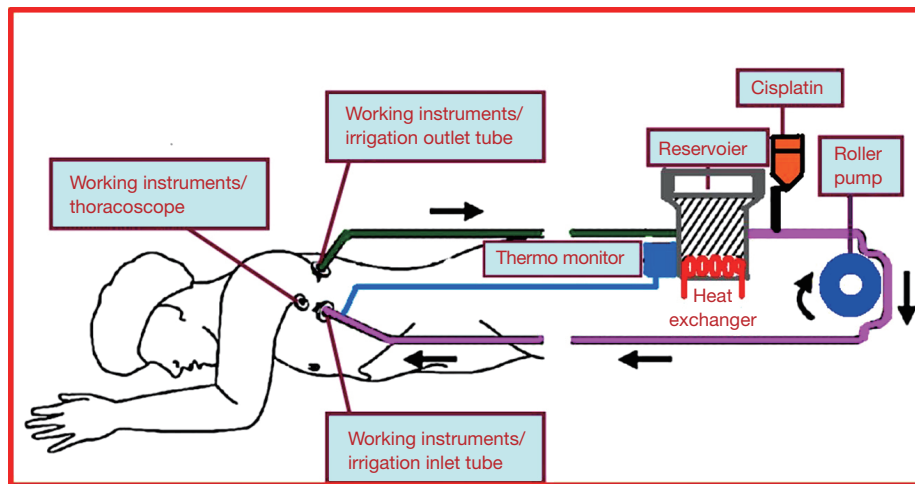 Cisplatin
Working instruments/
irrigation outlet tube
Reservoier
Roller
pump
Working instruments/
thoracoscope
Thermo monitor
Heat
exchanger
Working instruments/
irrigation inlet tube